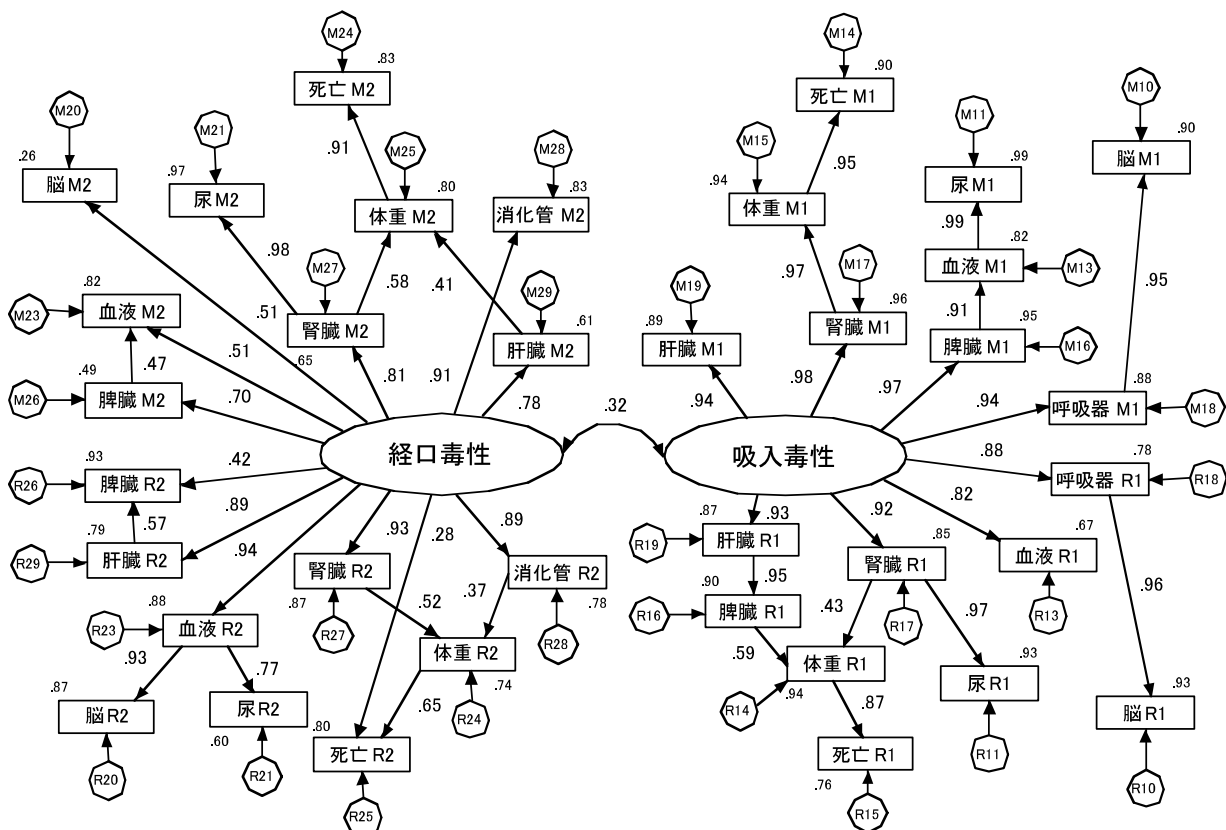 M24
M14
.83
.90
死亡 M2
死亡 M1
M20
M21
M25
M28
M15
M11
M10
.91
.95
.90
.26
.97
.80
.83
.94
.99
脳 M2
尿 M2
体重 M2
消化管 M2
体重 M1
尿 M1
脳 M1
.98
M27
.58
.41
M29
M19
.97
M17
.99
.82
血液 M1
M13
M23
.82
血液 M2
.51
.65
腎臓 M2
.61
肝臓 M2
.89
肝臓 M1
.96
腎臓 M1
.91
.95
脾臓 M1
M16
.95
.51
.47
.49
M26
脾臓 M2
.70
.81
.91
.78
.94
.98
.97
.94
.88
呼吸器 M1
M18
経口毒性
.32
吸入毒性
.93
R26
脾臓 R2
.42
.88
.78
呼吸器 R1
R18
.89
.57
.79
R29
肝臓 R2
.94
.93
.28
.89
.87
.93
R19
肝臓 R1
.92
.82
.85
腎臓 R1
.67
血液 R1
腎臓 R2
.87
R27
消化管 R2
.78
R28
.52
.37
.90
.95
R16
脾臓 R1
.43
R17
.97
R13
.96
.88
R23
血液 R2
体重 R2
.74
R24
.59
体重 R1
R14
.94
.93
尿 R1
R11
.93
.77
.87
脳 R2
R20
尿 R2
.60
R21
.65
.80
死亡 R2
R25
.87
死亡 R1
.76
R15
.93
脳 R1
R10